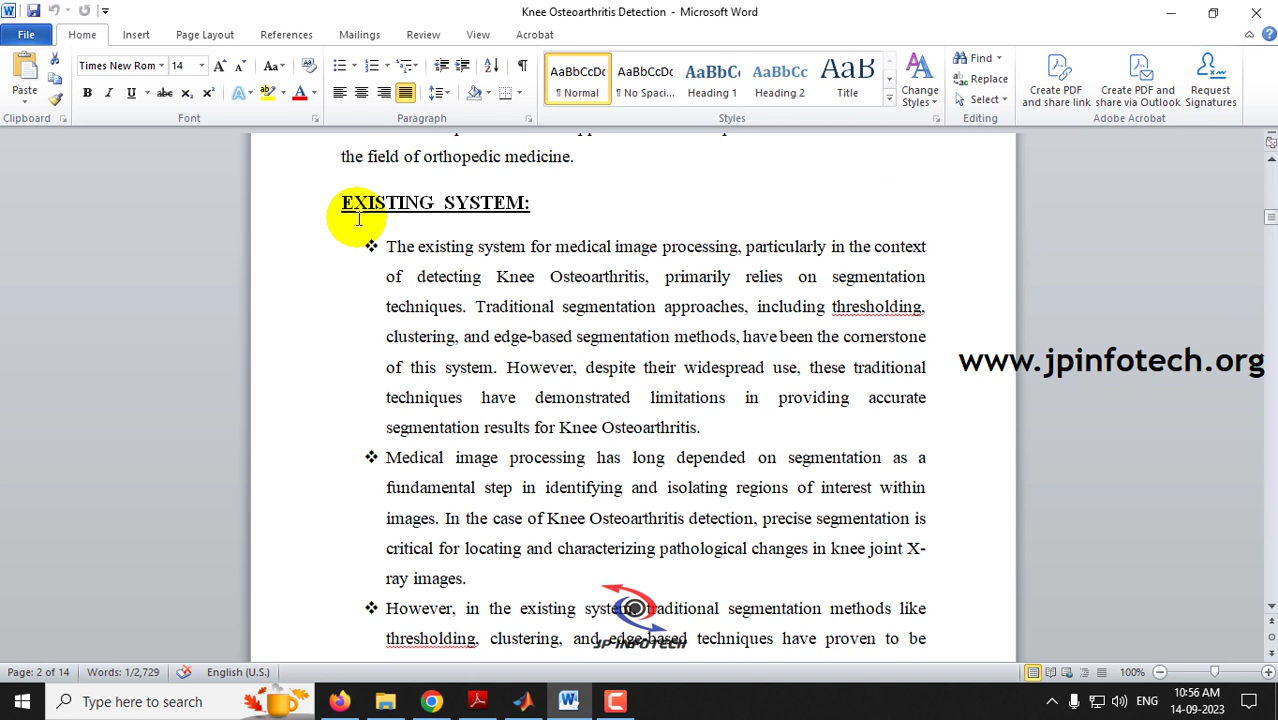 Knee Osteoarthritis Detection - Microsoft Word
File Home Insert Page Layout References Mailings Review View Acrobat
Times New Rom 14 Aa
Paste B I U abc X₂ X² A A
AaBbCcDc AaBbCcDc AaBbCc AaBbCc AaB
¶ Normal ¶ No Spaci... Heading 1 Heading 2 Title
Change Styles
Find
Replace
Select
Create PDF and share link
Create PDF and share via Outlook
Request Signatures
Clipboard Font Paragraph Styles Editing Adobe Acrobat
the field of orthopedic medicine.
EXISTING SYSTEM:
❖ The existing system for medical image processing, particularly in the context
of detecting Knee Osteoarthritis, primarily relies on segmentation
techniques. Traditional segmentation approaches, including thresholding,
clustering, and edge-based segmentation methods, have been the cornerstone
of this system. However, despite their widespread use, these traditional
techniques have demonstrated limitations in providing accurate
segmentation results for Knee Osteoarthritis.
❖ Medical image processing has long depended on segmentation as a
fundamental step in identifying and isolating regions of interest within
images. In the case of Knee Osteoarthritis detection, precise segmentation is
critical for locating and characterizing pathological changes in knee joint X-
ray images.
❖ However, in the existing system, traditional segmentation methods like
thresholding, clustering, and edge-based techniques have proven to be
www.jpinfotech.org
JP INFOTECH
Page: 2 of 14 Words: 1/2,729 English (U.S.) 100%
Type here to search
ENG
10:56 AM
14-09-2023